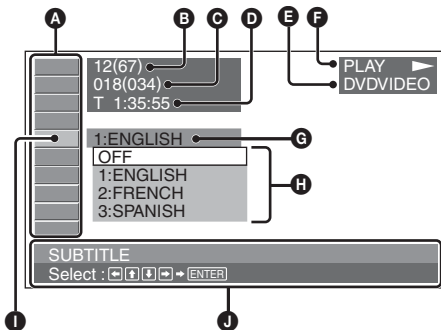 A B C D E F
12(67)
018(034)
T 1:35:55
PLAY ►
DVDVIDEO
1:ENGLISH G
OFF
1:ENGLISH
2:FRENCH
3:SPANISH
H
SUBTITLE
Select : ← ↑ ↓ → → ENTER
I J